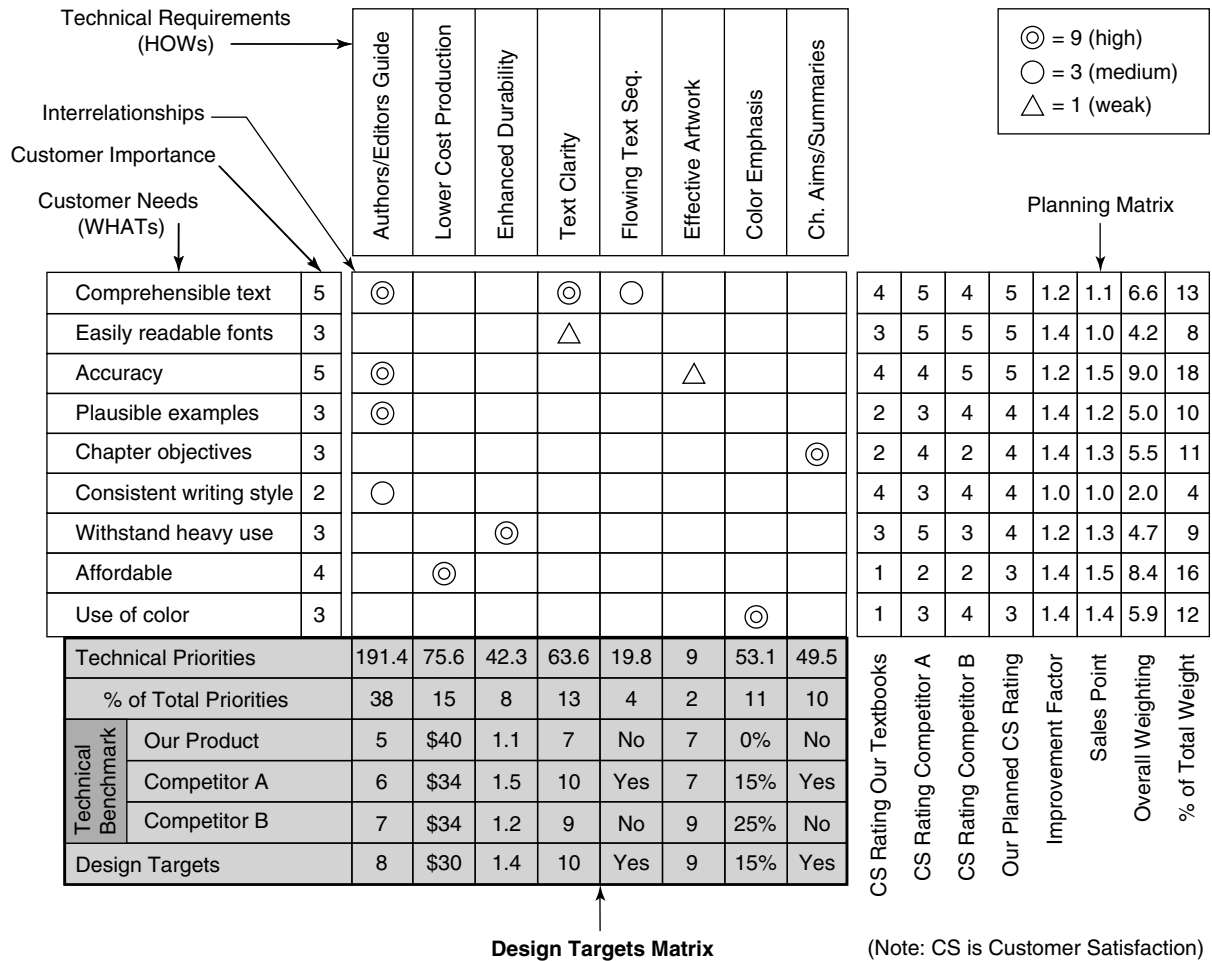 Technical Requirements
(HOWs)
Interrelationships
Customer Importance
Customer Needs
(WHATs)
Authors/Editors Guide
Lower Cost Production
Enhanced Durability
Text Clarity
Flowing Text Seq.
Effective Artwork
Color Emphasis
Ch. Aims/Summaries
= 9 (high)
= 3 (medium)
= 1 (weak)
Planning Matrix
Comprehensible text 5 4 5 4 5 1.2 1.1 6.6 13
Easily readable fonts 3 3 5 5 5 1.4 1.0 4.2 8
Accuracy 5 4 4 5 5 1.2 1.5 9.0 18
Plausible examples 3 2 3 4 4 1.4 1.2 5.0 10
Chapter objectives 3 2 4 2 4 1.4 1.3 5.5 11
Consistent writing style 2 4 3 4 4 1.0 1.0 2.0 4
Withstand heavy use 3 3 5 3 4 1.2 1.3 4.7 9
Affordable 4 1 2 2 3 1.4 1.5 8.4 16
Use of color 3 1 3 4 3 1.4 1.4 5.9 12
Technical Priorities 191.4 75.6 42.3 63.6 19.8 9 53.1 49.5
% of Total Priorities 38 15 8 13 4 2 11 10
Technical
Benchmark
Our Product 5 $40 1.1 7 No 7 0% No
Competitor A 6 $34 1.5 10 Yes 7 15% Yes
Competitor B 7 $34 1.2 9 No 9 25% No
Design Targets 8 $30 1.4 10 Yes 9 15% Yes
CS Rating Our Textbooks
CS Rating Competitor A
CS Rating Competitor B
Our Planned CS Rating
Improvement Factor
Sales Point
Overall Weighting
% of Total Weight
Design Targets Matrix
(Note: CS is Customer Satisfaction)